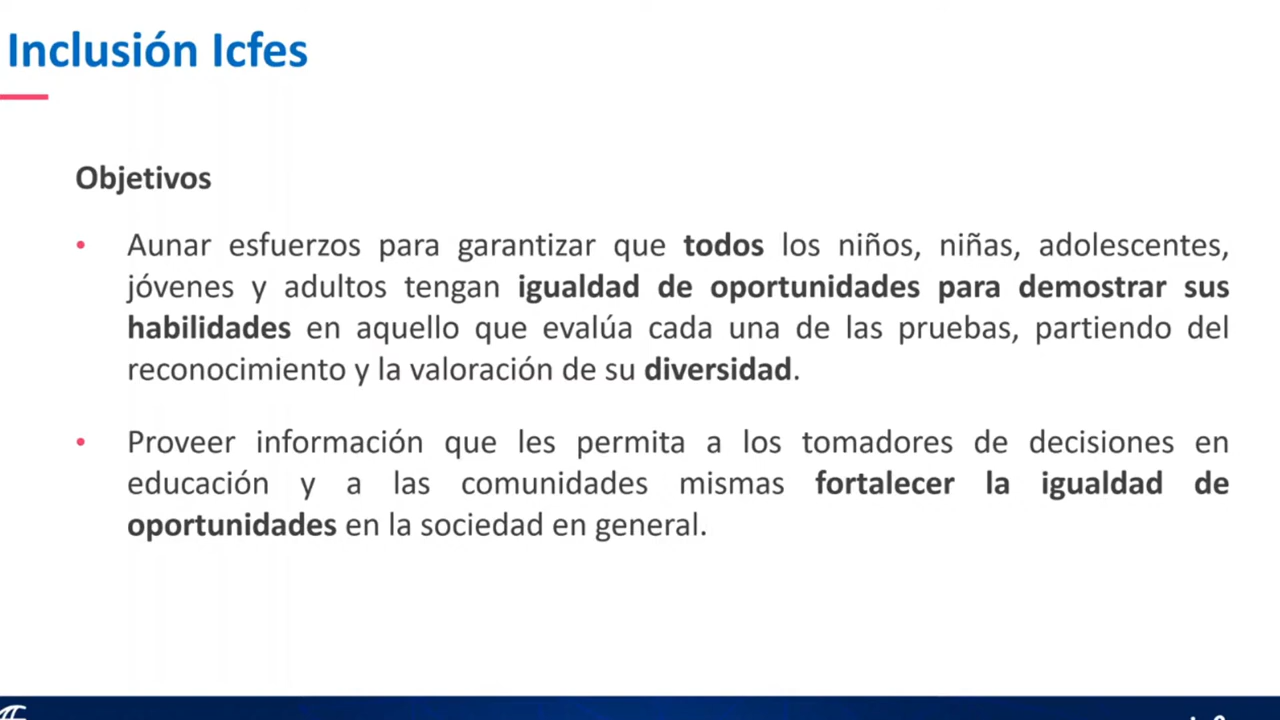 Inclusión Icfes
Objetivos
• Aunar esfuerzos para garantizar que todos los niños, niñas, adolescentes,
jóvenes y adultos tengan igualdad de oportunidades para demostrar sus
habilidades en aquello que evalúa cada una de las pruebas, partiendo del
reconocimiento y la valoración de su diversidad.
• Proveer información que les permita a los tomadores de decisiones en
educación y a las comunidades mismas fortalecer la igualdad de
oportunidades en la sociedad en general.